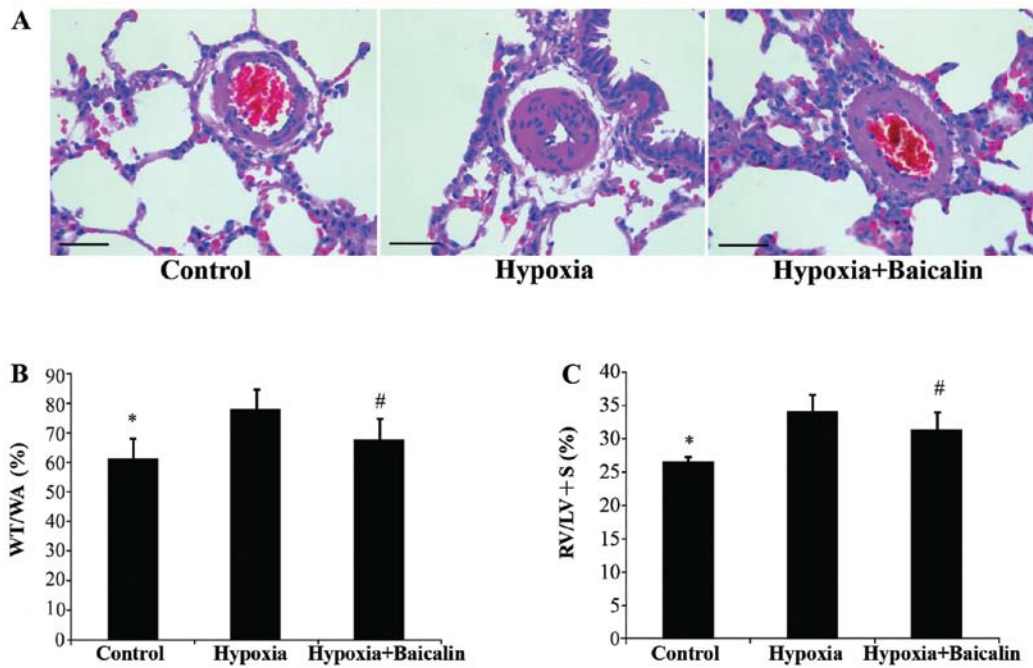 A
Control
Hypoxia
Hypoxia+Baicalin
B
WT/WA (%)
90
80
70
60
50
40
30
20
10
0
*
#
Control
Hypoxia
Hypoxia+Baicalin
C
RV/LV+S (%)
40
35
30
25
20
15
10
5
0
*
#
Control
Hypoxia
Hypoxia+Baicalin